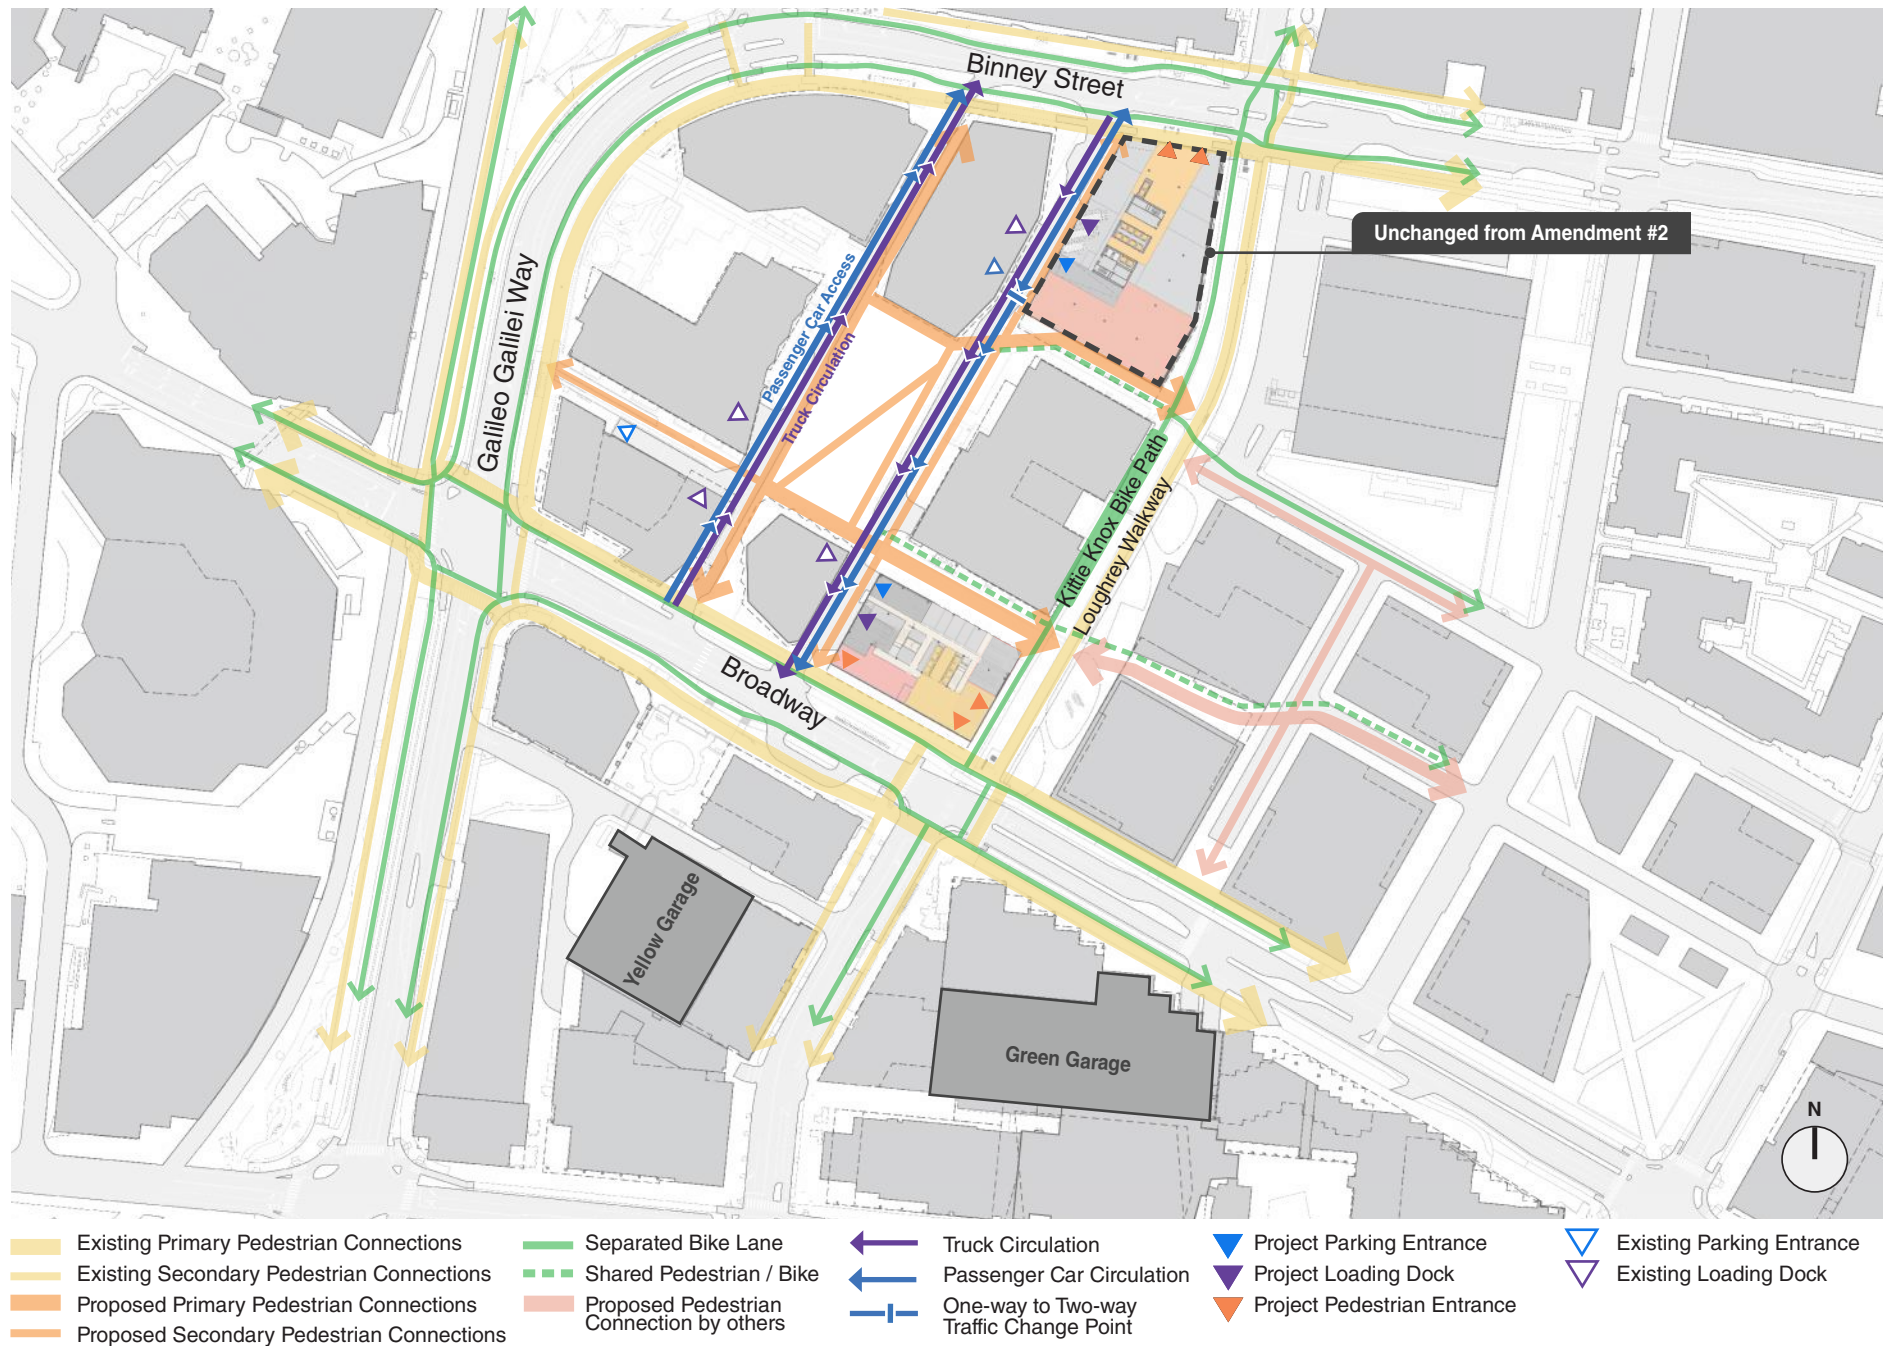 Binney Street
Unchanged from Amendment #2
Galileo Galilei Way
Passenger Car Access
Truck Circulation
Kittie Knox Bike Path
Loughrey Walkway
Broadway
Yellow Garage
Green Garage
N
Existing Primary Pedestrian Connections
Existing Secondary Pedestrian Connections
Proposed Primary Pedestrian Connections
Proposed Secondary Pedestrian Connections
Separated Bike Lane
Shared Pedestrian / Bike
Proposed Pedestrian
Connection by others
Truck Circulation
Passenger Car Circulation
One-way to Two-way
Traffic Change Point
Project Parking Entrance
Project Loading Dock
Project Pedestrian Entrance
Existing Parking Entrance
Existing Loading Dock